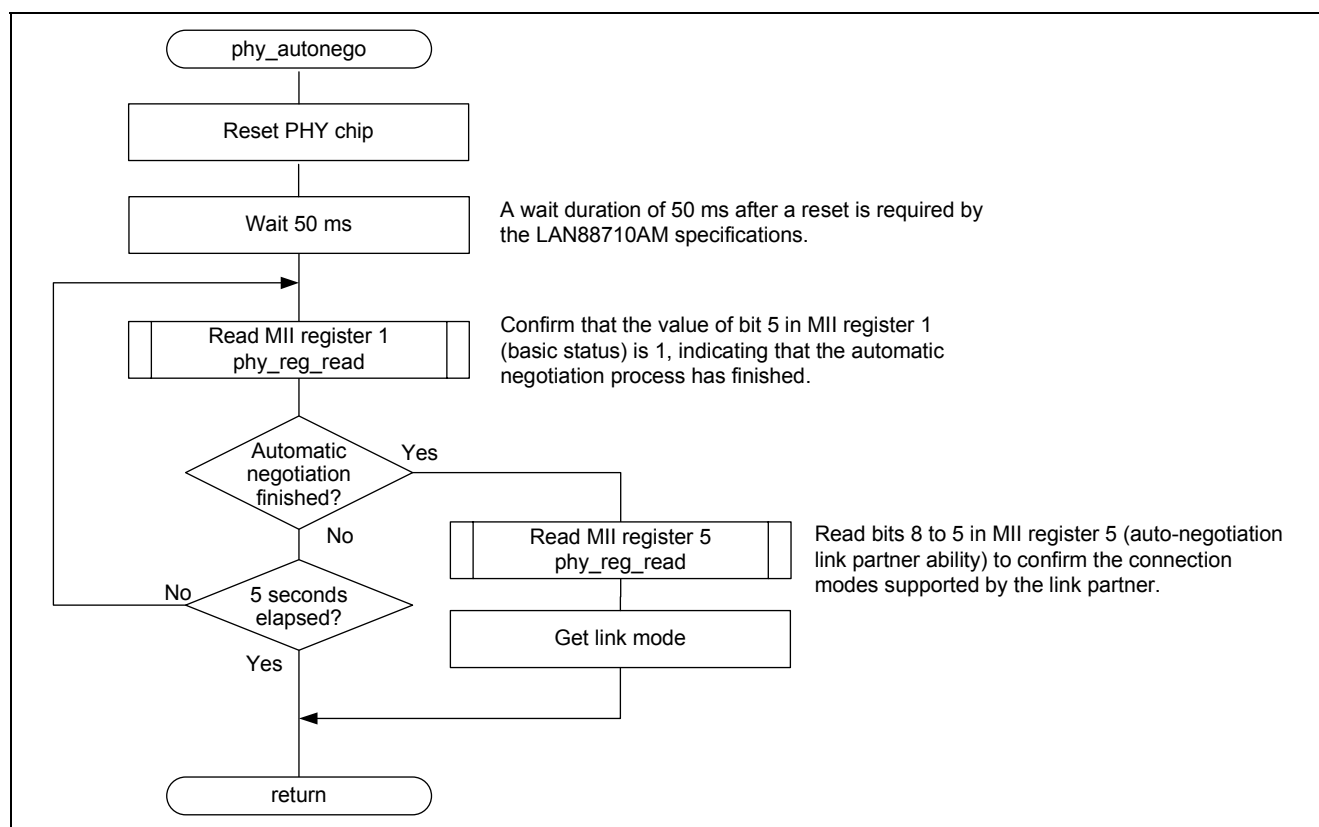 phy_autonego
Reset PHY chip
Wait 50 ms
A wait duration of 50 ms after a reset is required by
the LAN88710AM specifications.
Read MII register 1
phy_reg_read
Confirm that the value of bit 5 in MII register 1
(basic status) is 1, indicating that the automatic
negotiation process has finished.
Automatic
negotiation
finished?
Yes
No
Read MII register 5
phy_reg_read
Read bits 8 to 5 in MII register 5 (auto-negotiation
link partner ability) to confirm the connection
modes supported by the link partner.
No
5 seconds
elapsed?
Get link mode
Yes
return